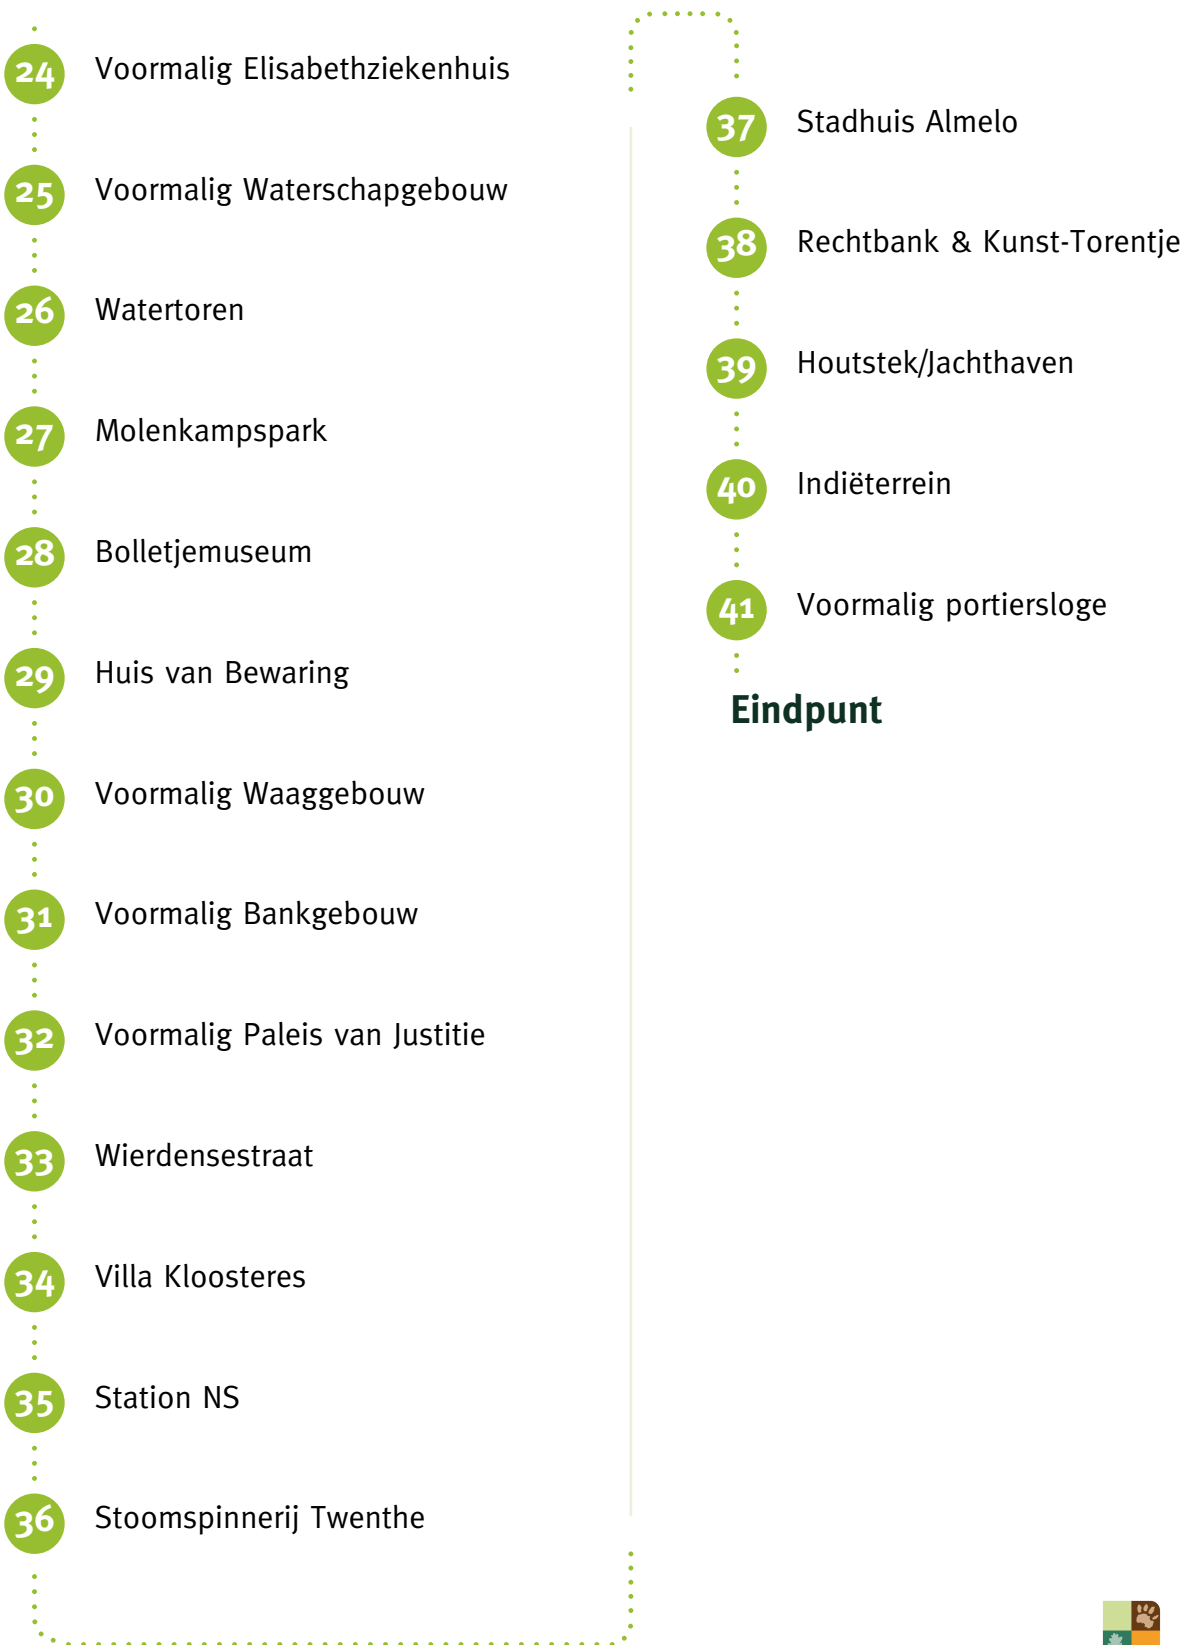 24 Voormalig Elisabethziekenhuis
25 Voormalig Waterschapgebouw
26 Watertoren
27 Molenkampspark
28 Bolletjemuseum
29 Huis van Bewaring
30 Voormalig Waaggebouw
31 Voormalig Bankgebouw
32 Voormalig Paleis van Justitie
33 Wierdensestraat
34 Villa Kloosteres
35 Station NS
36 Stoomspinnerij Twenthe
37 Stadhuis Almelo
38 Rechtbank & Kunst-Torentje
39 Houtstek/Jachthaven
40 Indiëterrein
41 Voormalig portiersloge
Eindpunt